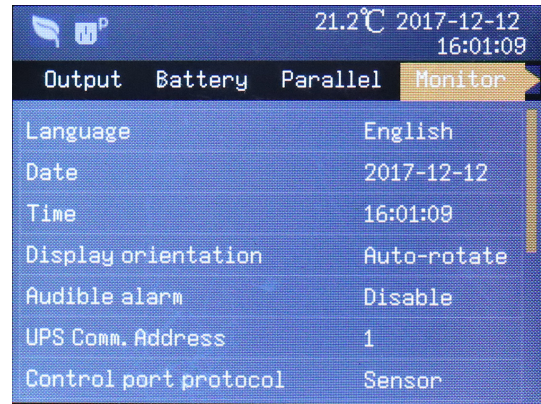 P 21.2℃ 2017-12-12
16:01:09
Output Battery Parallel Monitor
Language English
Date 2017-12-12
Time 16:01:09
Display orientation Auto-rotate
Audible alarm Disable
UPS Comm. Address 1
Control port protocol Sensor